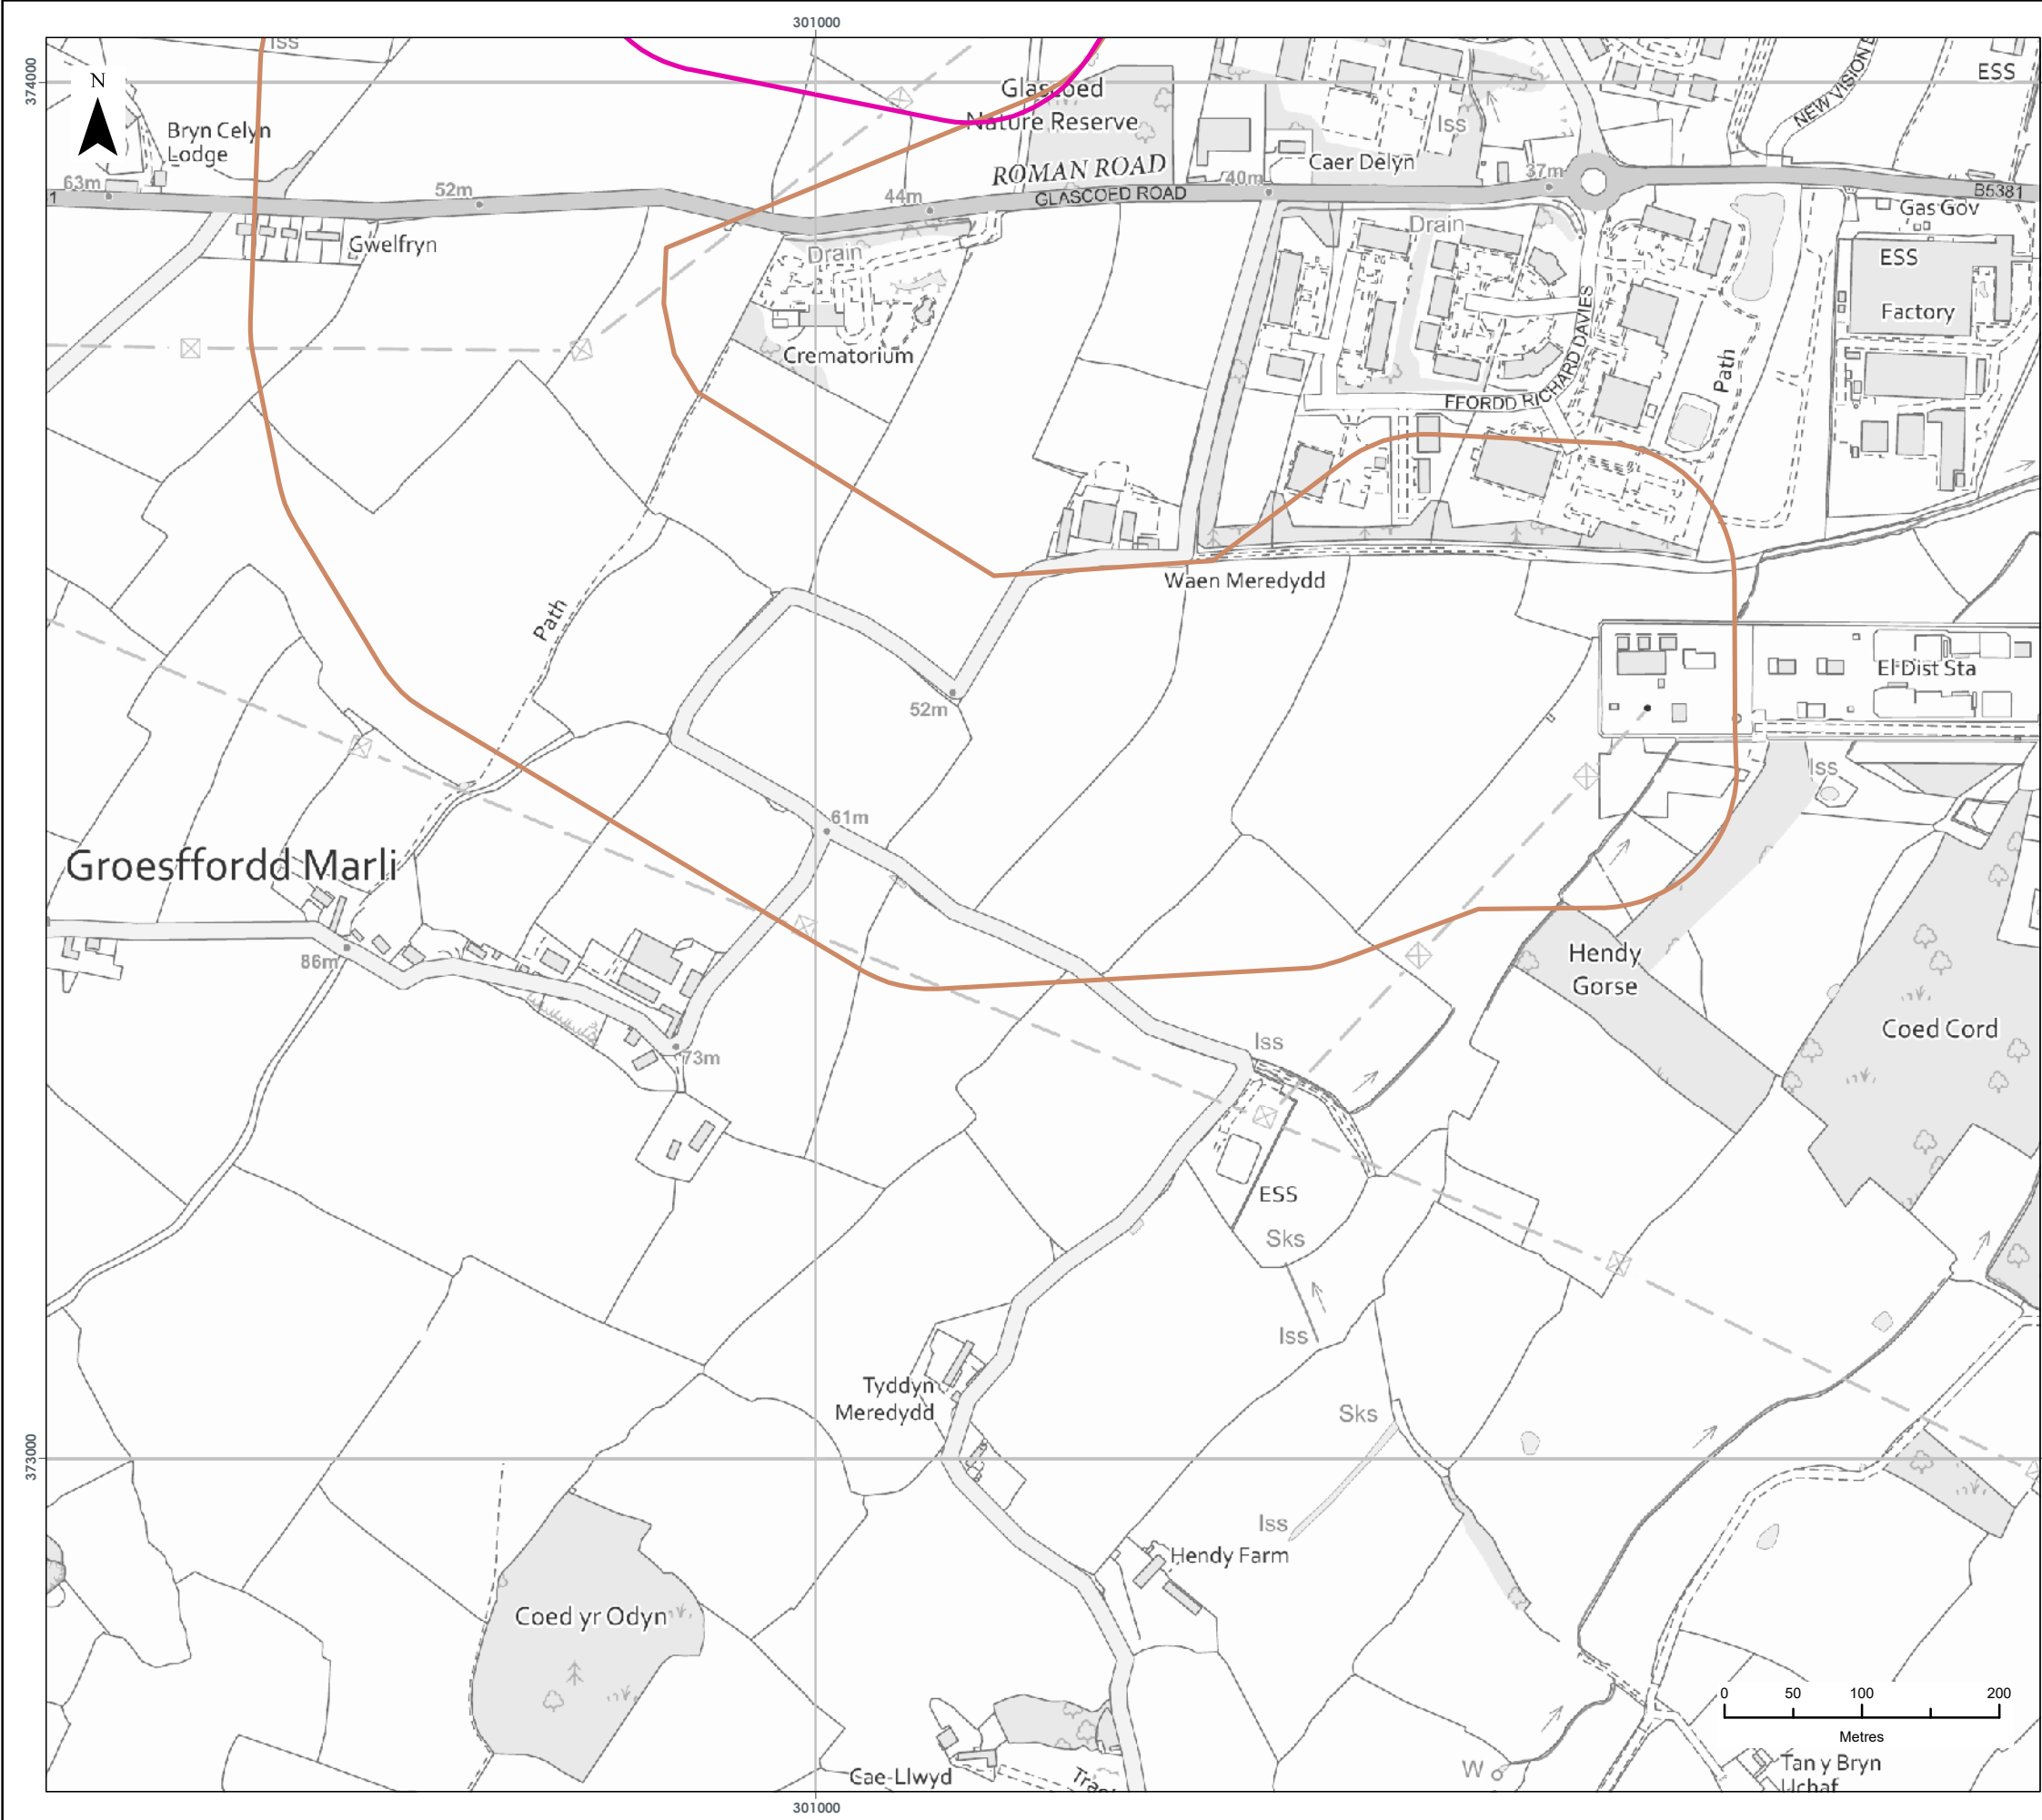 301000
374000
N
Iss
Bryn Celyn
Lodge
63m
1
52m
Gwelfryn
Glascoed
Nature Reserve
ROMAN ROAD
GLASCOED ROAD
44m
40m
Drain
Crematorium
Caer Delyn
Iss
37m
NEW VISION
ESS
B5381
Gas Gov
ESS
Factory
Drain
FFORDD RICHARD DAVIES
Path
Waen Meredydd
Path
52m
El Dist Sta
Iss
61m
Groesffordd Marli
86m
73m
Hendy
Gorse
Coed Cord
Iss
ESS
Sks
Iss
Tyddyn
Meredydd
Sks
373000
Iss
Hendy Farm
Coed yr Odyn
Cae-Llwyd
W
0 50 100 200
Metres
Tan y Bryn
Uchaf
301000